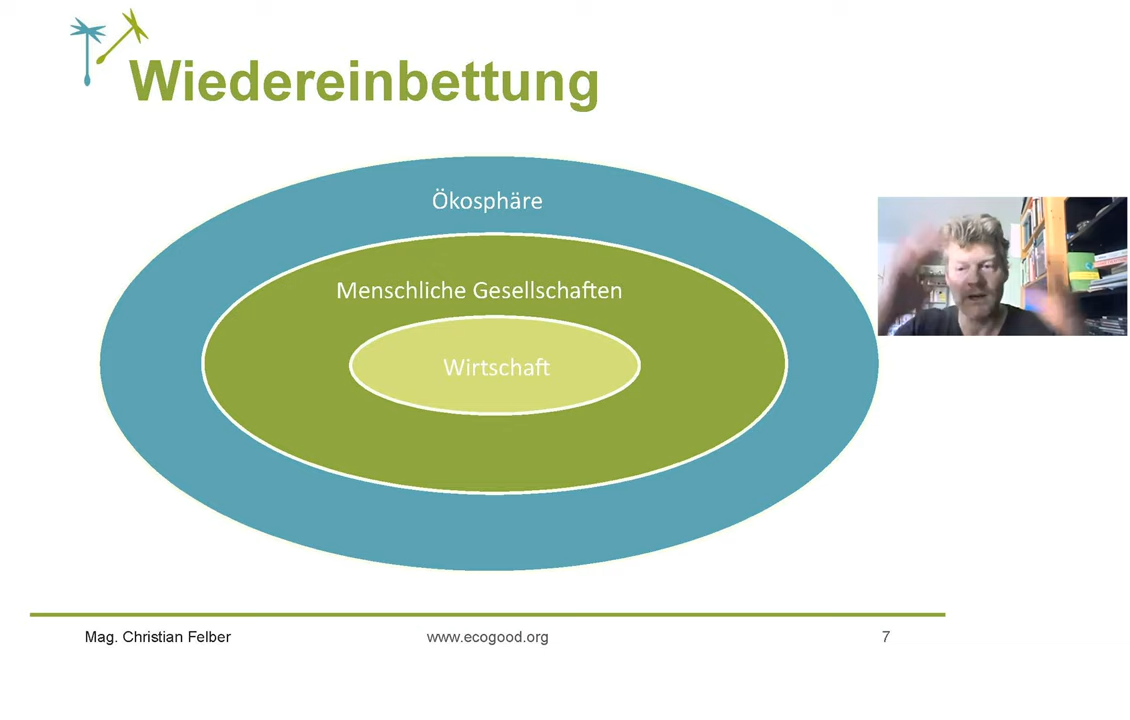 Wiedereinbettung
Ökosphäre
Menschliche Gesellschaften
Wirtschaft
Mag. Christian Felber
www.ecogood.org
7